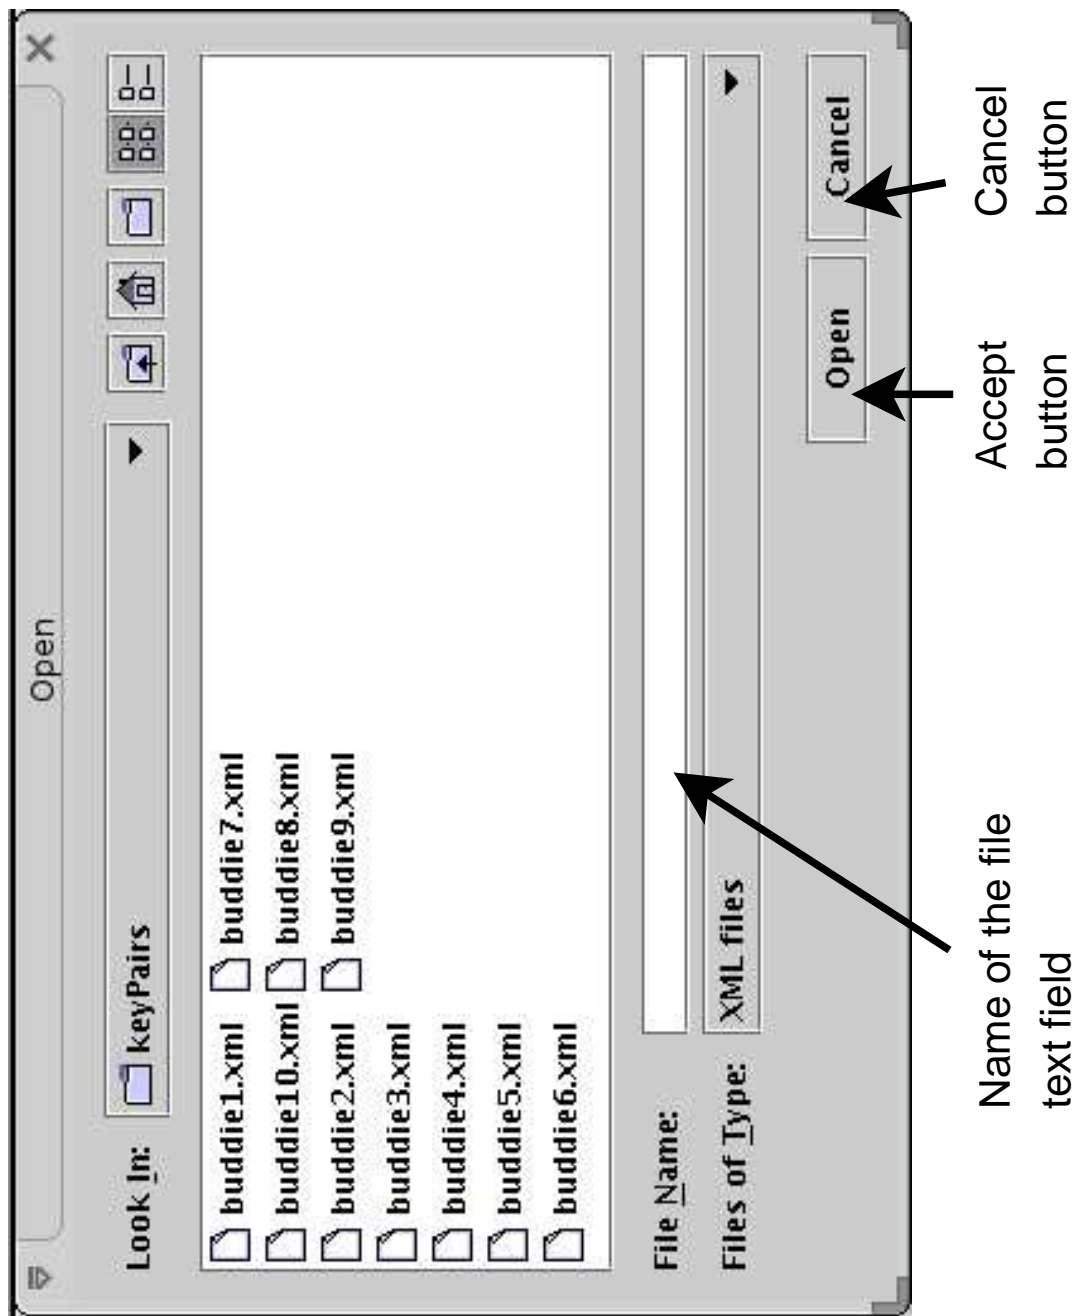 Open
Look In: keyPairs
buddie1.xml buddie7.xml
buddie10.xml buddie8.xml
buddie2.xml buddie9.xml
buddie3.xml
buddie4.xml
buddie5.xml
buddie6.xml
File Name:
Files of Type: XML files
Open Cancel
Name of the file
text field
Accept
button
Cancel
button